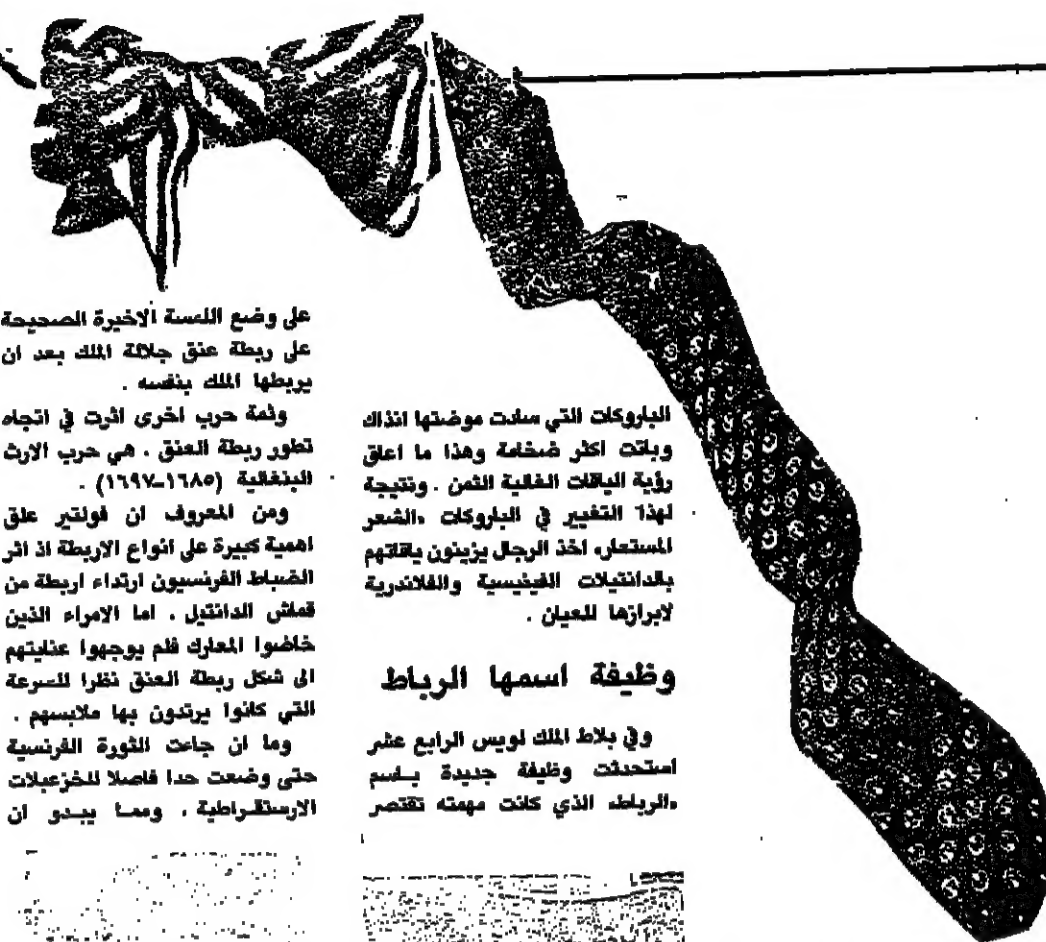 الباروكات التي سادت موضتها انذاك
وباتت اكثر ضخامة وهذا ما اعاق
رؤية الياقات الغالية الثمن . ونتيجة
لهذا التغيير في الباروكات «الشعر
المستعار» اخذ الرجال يزينون ياقاتهم
بالدانتيلات الفينيسية والفلاندرية
لابرازها للعيان .
وظيفة اسمها الرباط
وفي بلاط الملك لويس الرابع عشر
استحدثت وظيفة جديدة باسم
«الرباط» الذي كانت مهمته تقتصر
على وضع اللمسة الاخيرة الصحيحة
على ربطة عنق جلالة الملك بعد ان
يربطها الملك بنفسه .
وثمة حرب اخرى اثرت في اتجاه
تطور ربطة العنق . هي حرب الارث
البنغالية (١٦٨٥-١٦٩٧) .
ومن المعروف ان فولتير علق
اهمية كبيرة على انواع الاربطة اذ اثر
الضباط الفرنسيون ارتداء اربطة من
قماش الدانتيل . اما الامراء الذين
خاضوا المعارك فلم يوجهوا عنايتهم
الى شكل ربطة العنق نظرا للسرعة
التي كانوا يرتدون بها ملابسهم .
وما ان جاءت الثورة الفرنسية
حتى وضعت حدا فاصلا للخزعبلات
الارستقراطية . ومما يبدو ان